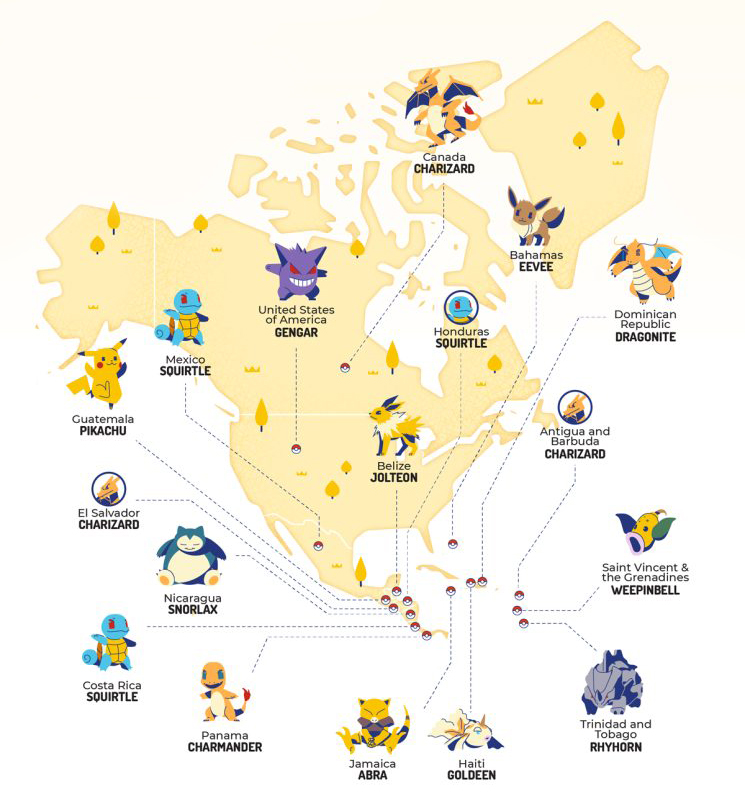 Canada
CHARIZARD
Bahamas
EEVEE
United States
of America
GENGAR
Dominican
Republic
DRAGONITE
Honduras
SQUIRTLE
Mexico
SQUIRTLE
Guatemala
PIKACHU
Antigua and
Barbuda
CHARIZARD
Belize
JOLTEON
El Salvador
CHARIZARD
Saint Vincent &
the Grenadines
WEEPINBELL
Nicaragua
SNORLAX
Costa Rica
SQUIRTLE
Panama
CHARMANDER
Trinidad and
Tobago
RHYHORN
Jamaica
ABRA
Haiti
GOLDEEN